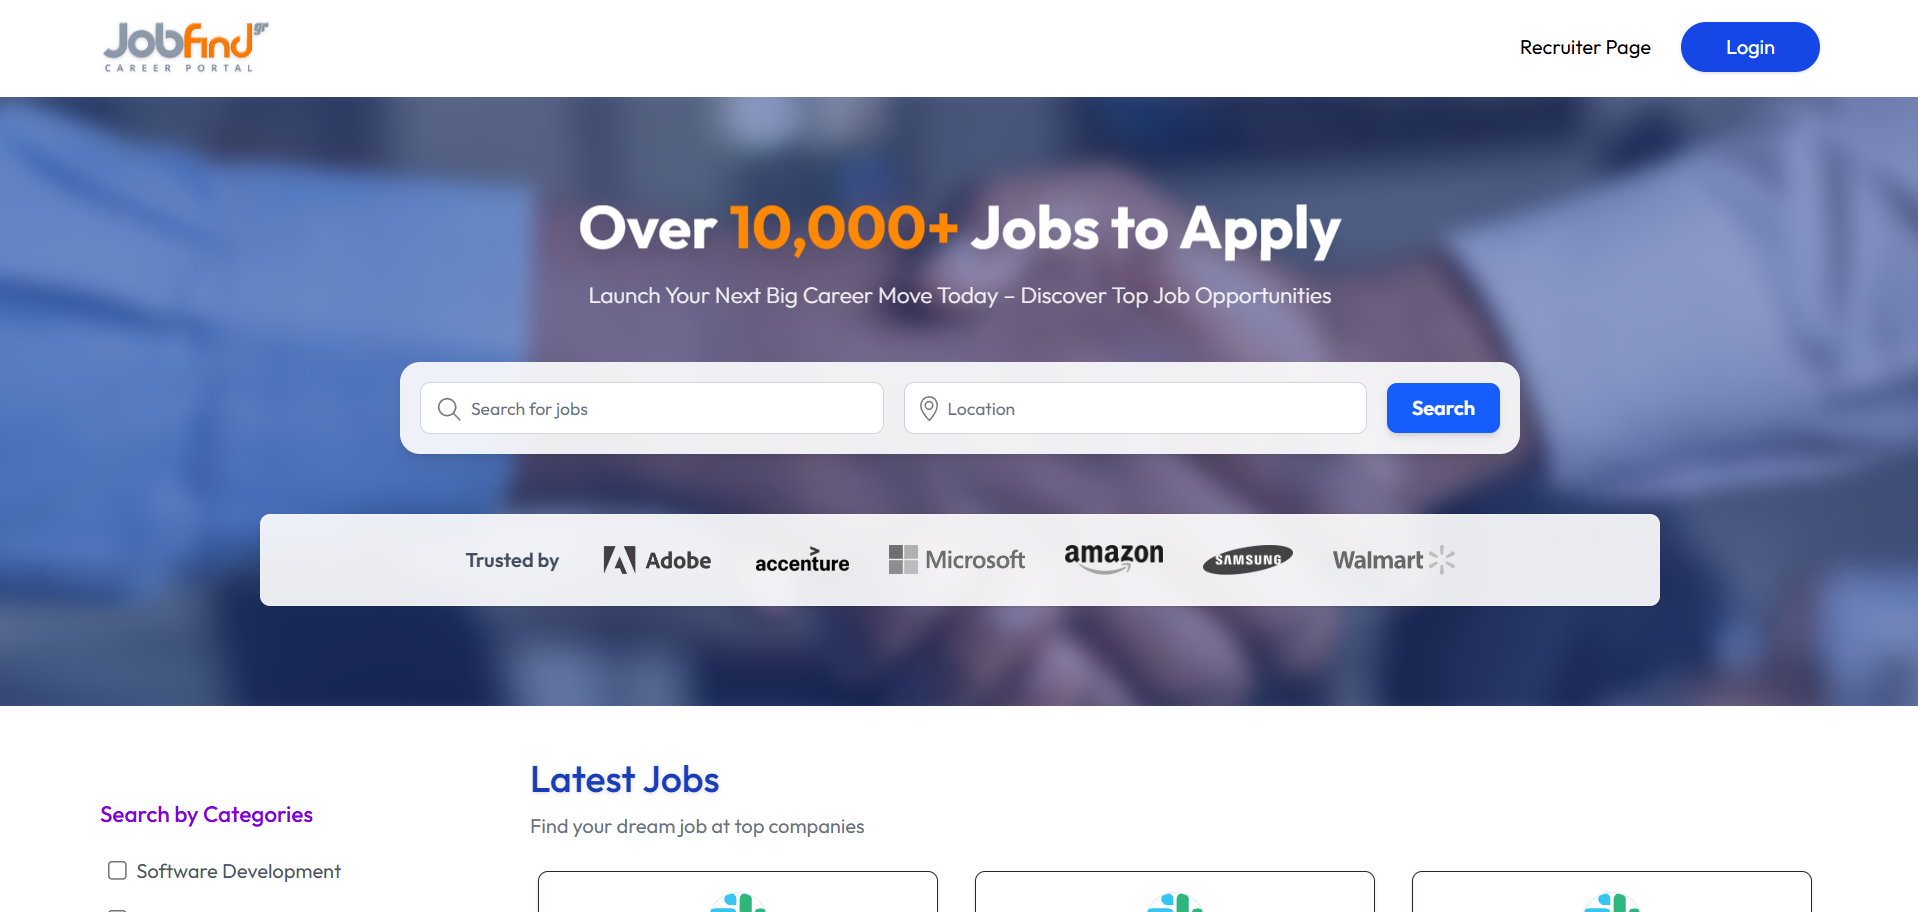 Jobfind gr
CAREER PORTAL
Recruiter Page
Login
Over 10,000+ Jobs to Apply
Launch Your Next Big Career Move Today – Discover Top Job Opportunities
Search for jobs
Location
Search
Trusted by
Adobe
accenture
Microsoft
amazon
SAMSUNG
Walmart
Latest Jobs
Find your dream job at top companies
Search by Categories
Software Development